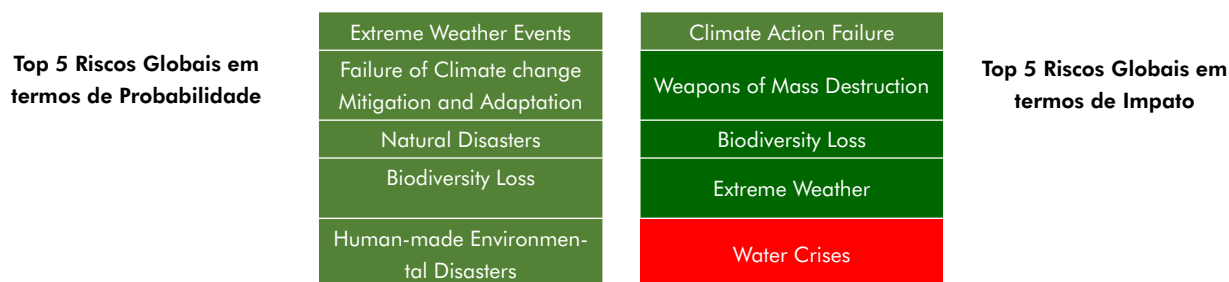 Top 5 Riscos Globais em
termos de Probabilidade
Extreme Weather Events
Failure of Climate change
Mitigation and Adaptation
Natural Disasters
Biodiversity Loss
Human-made Environmen-
tal Disasters
Climate Action Failure
Weapons of Mass Destruction
Biodiversity Loss
Extreme Weather
Water Crises
Top 5 Riscos Globais em
termos de Impato